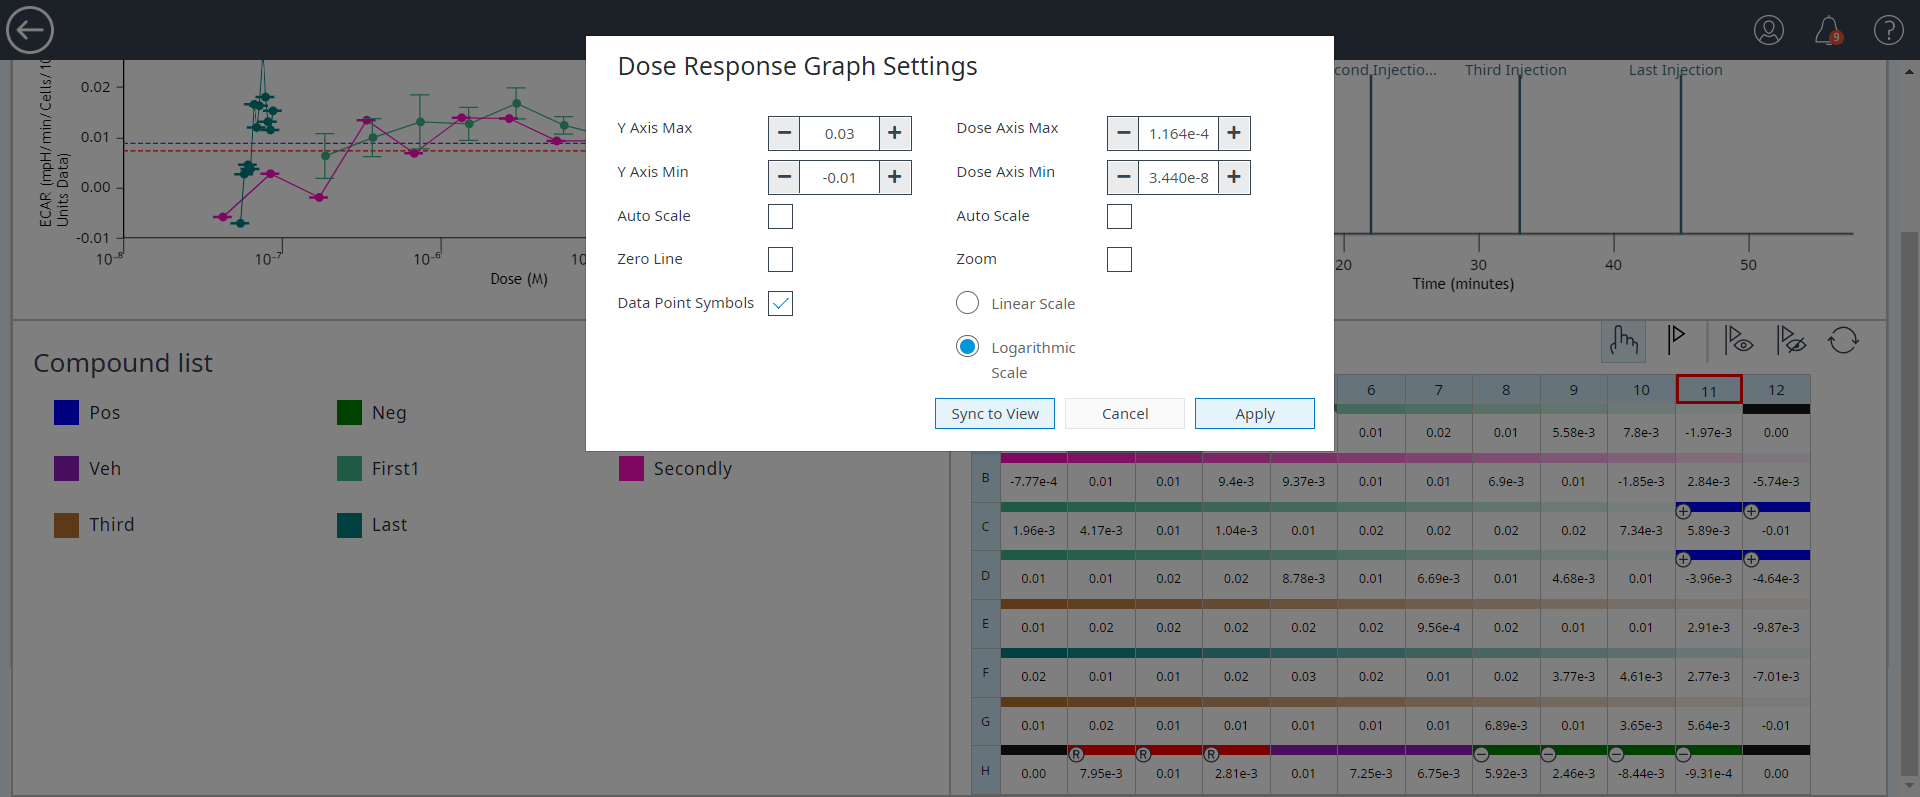 9
ECAR (mpH/min/Cells/10
Units Data)
0.02
0.01
0.00
-0.01
10⁻⁸
10⁻⁷
10⁻⁶
10
Dose (M)
Dose Response Graph Settings
Y Axis Max
0.03
Dose Axis Max
1.164e-4
Y Axis Min
-0.01
Dose Axis Min
3.440e-8
Auto Scale
Auto Scale
Zero Line
Zoom
Data Point Symbols
Linear Scale
Logarithmic
Scale
Sync to View
Cancel
Apply
cond Injectio...
Third Injection
Last Injection
20
30
40
50
Time (minutes)
Compound list
Pos
Neg
Veh
First1
Secondly
Third
Last
6 7 8 9 10 11 12
0.01 0.02 0.01 5.58e-3 7.8e-3 -1.97e-3 0.00
B -7.77e-4 0.01 0.01 9.4e-3 9.37e-3 0.01 0.01 6.9e-3 0.01 -1.85e-3 2.84e-3 -5.74e-3
C 1.96e-3 4.17e-3 0.01 1.04e-3 0.01 0.02 0.02 0.02 0.02 7.34e-3 5.89e-3 -0.01
D 0.01 0.01 0.02 0.02 8.78e-3 0.01 6.69e-3 0.01 4.68e-3 0.01 -3.96e-3 -4.64e-3
E 0.01 0.02 0.02 0.02 0.02 0.02 9.56e-4 0.02 0.01 0.01 2.91e-3 -9.87e-3
F 0.02 0.01 0.01 0.02 0.03 0.02 0.01 0.02 3.77e-3 4.61e-3 2.77e-3 -7.01e-3
G 0.01 0.02 0.01 0.01 0.01 0.01 0.01 6.89e-3 0.01 3.65e-3 5.64e-3 -0.01
R R R
H 0.00 7.95e-3 0.01 2.81e-3 0.01 7.25e-3 6.75e-3 5.92e-3 2.46e-3 -8.44e-3 -9.31e-4 0.00